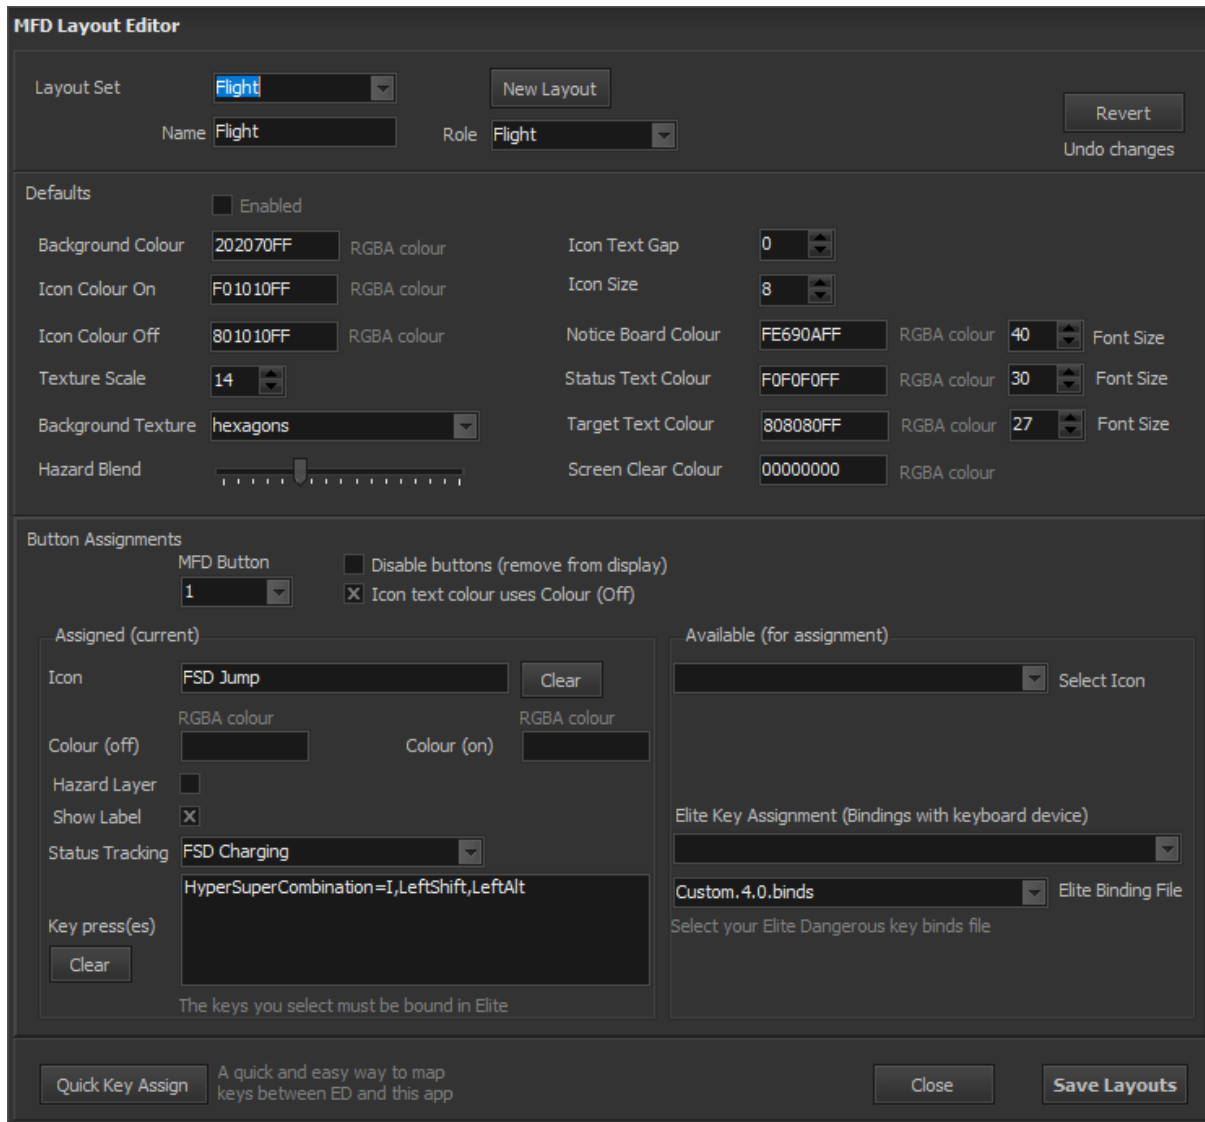 MFD Layout Editor
Layout Set Flight New Layout
Name Flight Role Flight Revert
Undo changes
Defaults
Enabled
Background Colour 202070FF RGBA colour Icon Text Gap 0
Icon Colour On F01010FF RGBA colour Icon Size 8
Icon Colour Off 801010FF RGBA colour Notice Board Colour FE690AFF RGBA colour 40 Font Size
Texture Scale 14 Status Text Colour F0F0F0FF RGBA colour 30 Font Size
Background Texture hexagons Target Text Colour 808080FF RGBA colour 27 Font Size
Hazard Blend Screen Clear Colour 00000000 RGBA colour
Button Assignments
MFD Button Disable buttons (remove from display)
1 Icon text colour uses Colour (Off)
Assigned (current)
Icon FSD Jump Clear
RGBA colour RGBA colour
Colour (off) Colour (on)
Hazard Layer
Show Label
Status Tracking FSD Charging
HyperSuperCombination=I,LeftShift,LeftAlt
Key press(es)
Clear
The keys you select must be bound in Elite
Available (for assignment)
Select Icon
Elite Key Assignment (Bindings with keyboard device)
Custom.4.0.binds Elite Binding File
Select your Elite Dangerous key binds file
Quick Key Assign
A quick and easy way to map
keys between ED and this app
Close Save Layouts